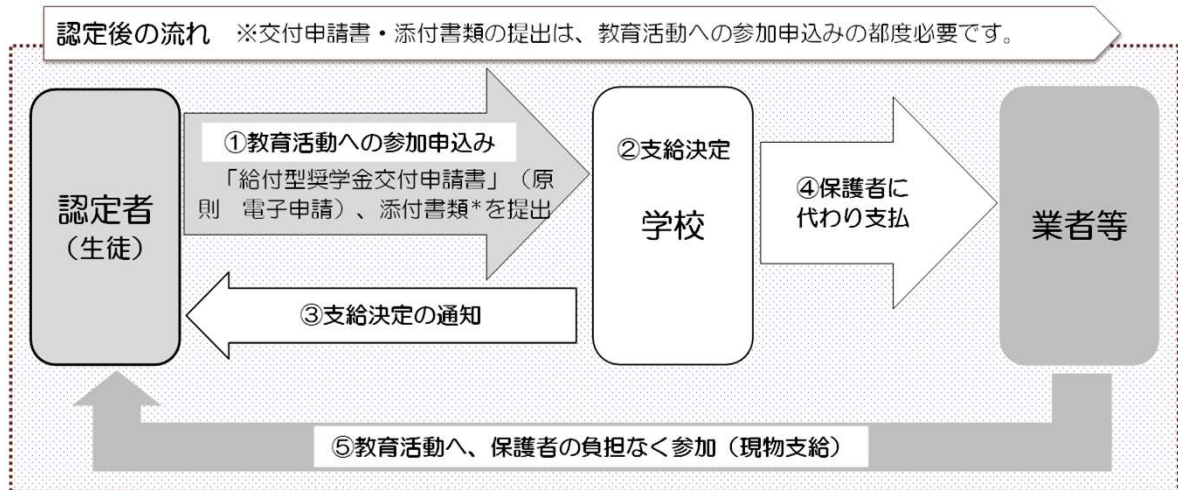 認定後の流れ　※交付申請書・添付書類の提出は、教育活動への参加申込みの都度必要です。
認定者
（生徒）
①教育活動への参加申込み
「給付型奨学金交付申請書」（原
則　電子申請）、添付書類*を提出
②支給決定
学校
③支給決定の通知
④保護者に
代わり支払
業者等
⑤教育活動へ、保護者の負担なく参加（現物支給）